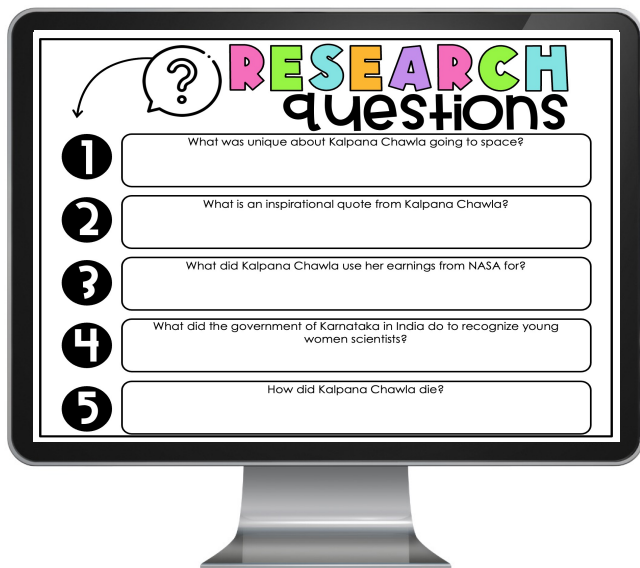 ?
RESEARCH
questions
1
What was unique about Kalpana Chawla going to space?
2
What is an inspirational quote from Kalpana Chawla?
3
What did Kalpana Chawla use her earnings from NASA for?
4
What did the government of Karnataka in India do to recognize young
women scientists?
5
How did Kalpana Chawla die?